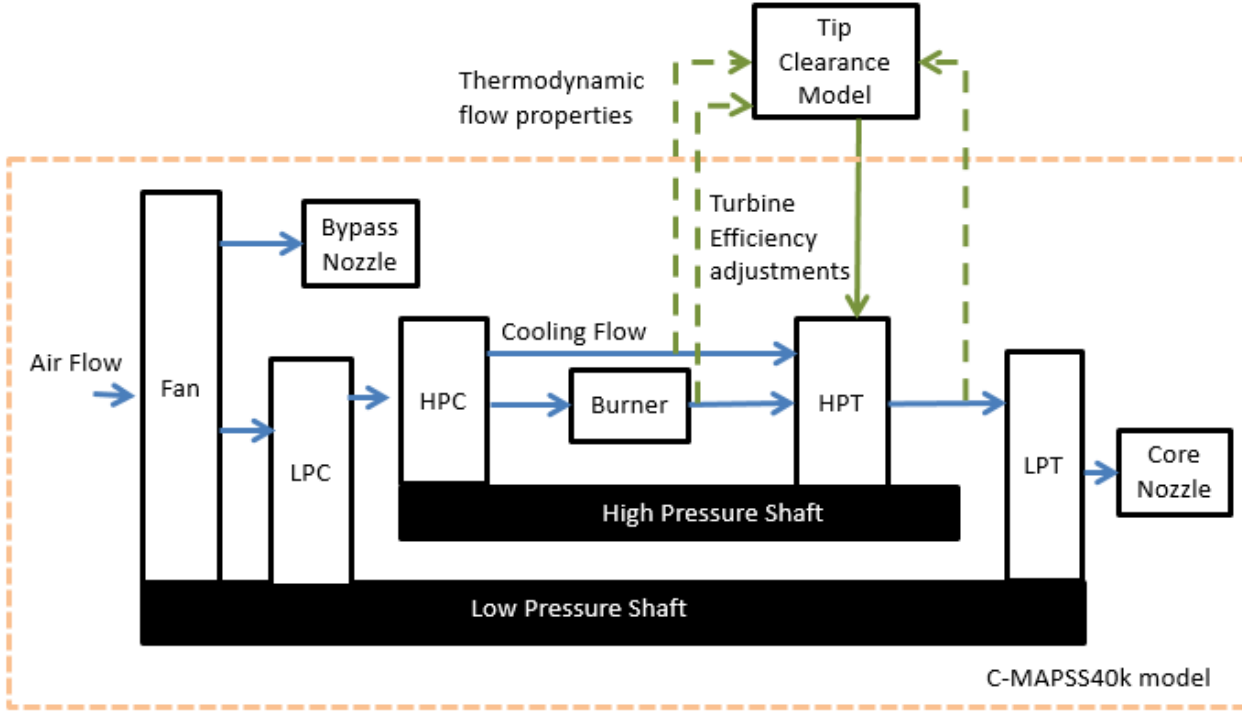 Tip
Clearance
Model
Thermodynamic
flow properties
Turbine
Efficiency
adjustments
Bypass
Nozzle
Cooling Flow
Air Flow
Fan
HPC
Burner
HPT
LPC
LPT
Core
Nozzle
High Pressure Shaft
Low Pressure Shaft
C-MAPSS40k model